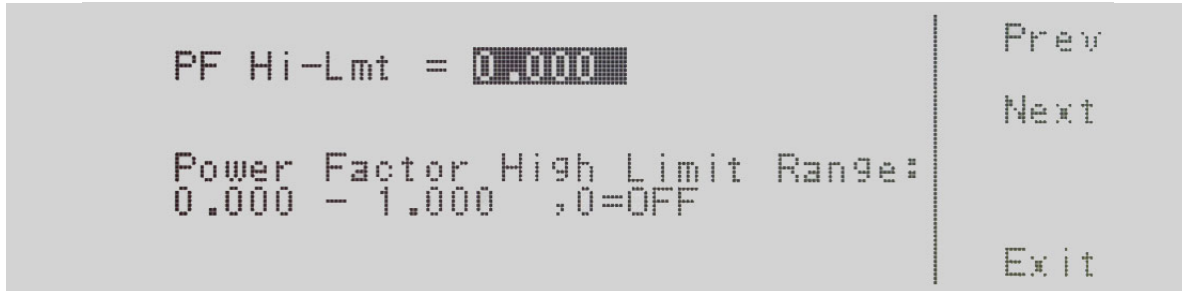 PF Hi-Lmt = 0.000
Power Factor High Limit Range:
0.000 - 1.000 ,0=OFF
Prev
Next
Exit